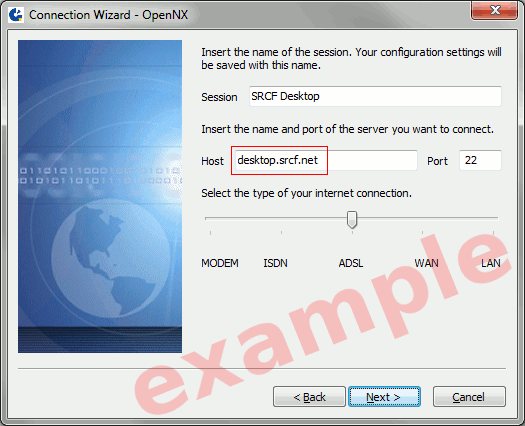 Connection Wizard - OpenNX
Insert the name of the session. Your configuration settings will
be saved with this name.
Session SRCF Desktop
Insert the name and port of the server you want to connect.
Host desktop.srcf.net Port 22
Select the type of your internet connection.
MODEM ISDN ADSL WAN LAN
example
< Back Next > Cancel